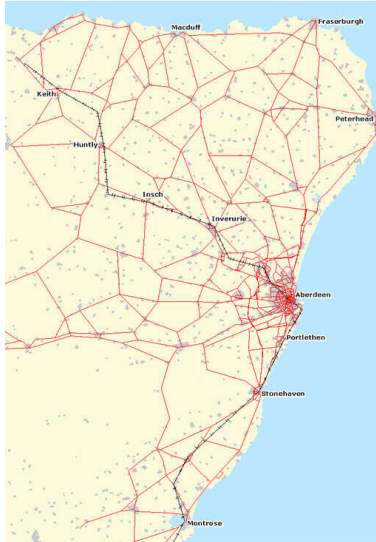 Macduff
Fraserburgh
Keith
Peterhead
Huntly
Insch
Inverurie
Aberdeen
Portlethen
Stonehaven
Montrose